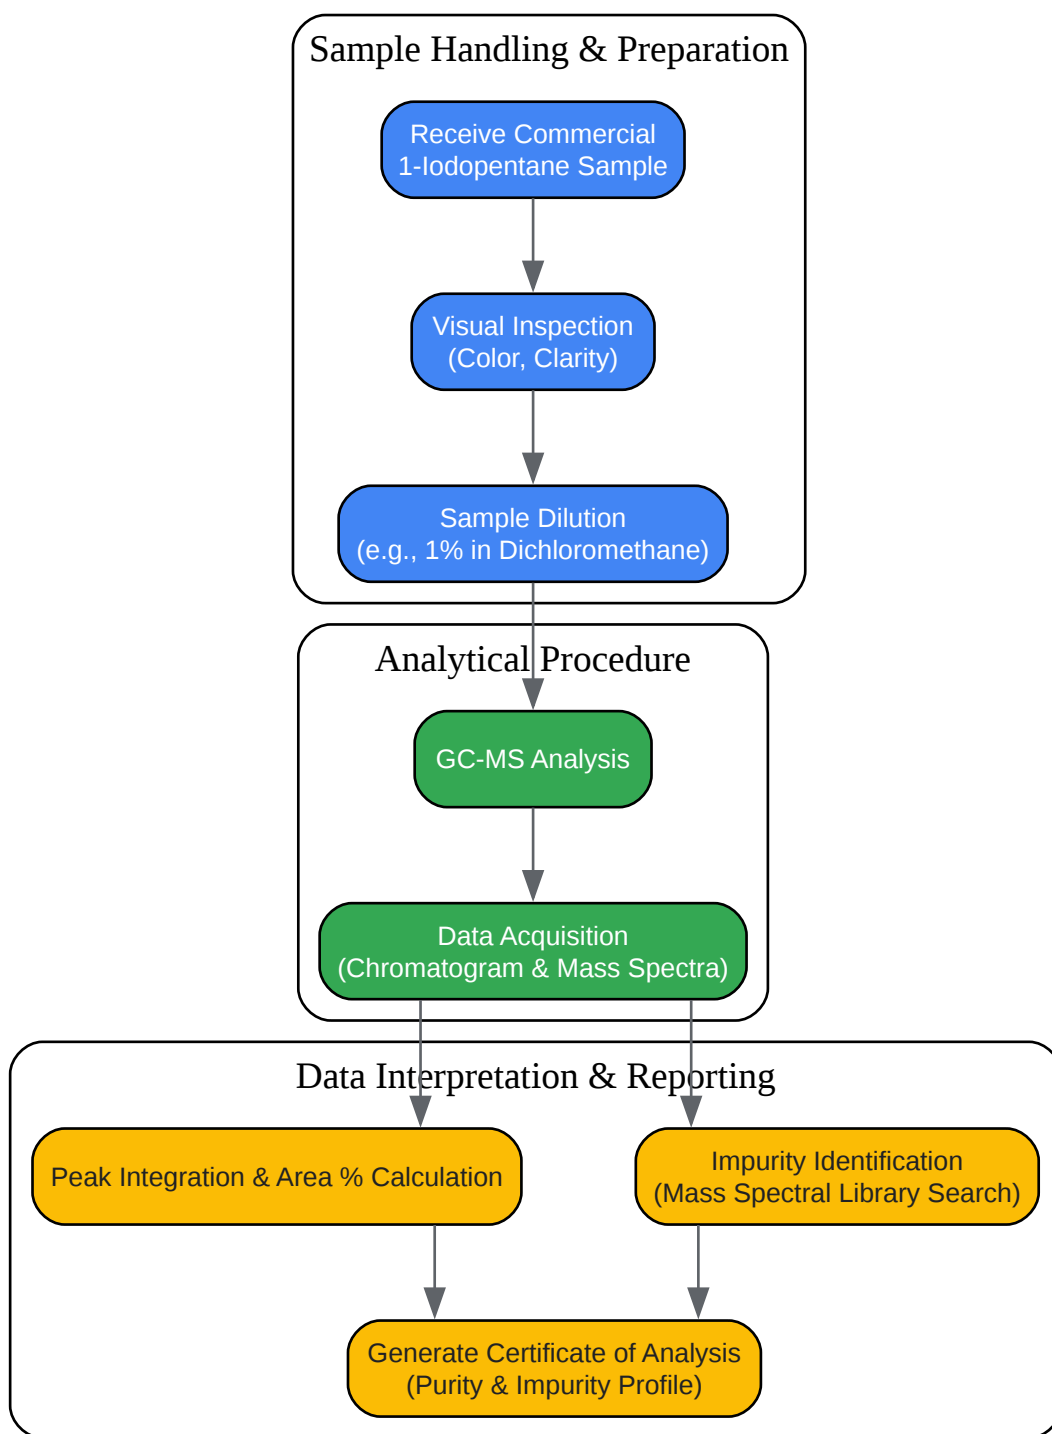 Sample Handling & Preparation
Receive Commercial
1-Iodopentane Sample
Visual Inspection
(Color, Clarity)
Sample Dilution
(e.g., 1% in Dichloromethane)
Analytical Procedure
GC-MS Analysis
Data Acquisition
(Chromatogram & Mass Spectra)
Data Interpretation & Reporting
Peak Integration & Area % Calculation
Impurity Identification
(Mass Spectral Library Search)
Generate Certificate of Analysis
(Purity & Impurity Profile)